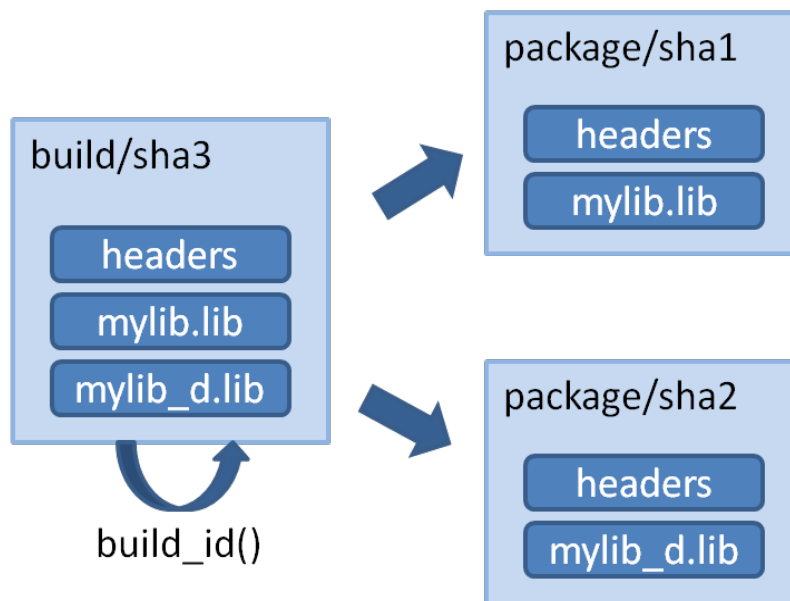 build/sha3
headers
mylib.lib
mylib_d.lib
build_id()
package/sha1
headers
mylib.lib
package/sha2
headers
mylib_d.lib